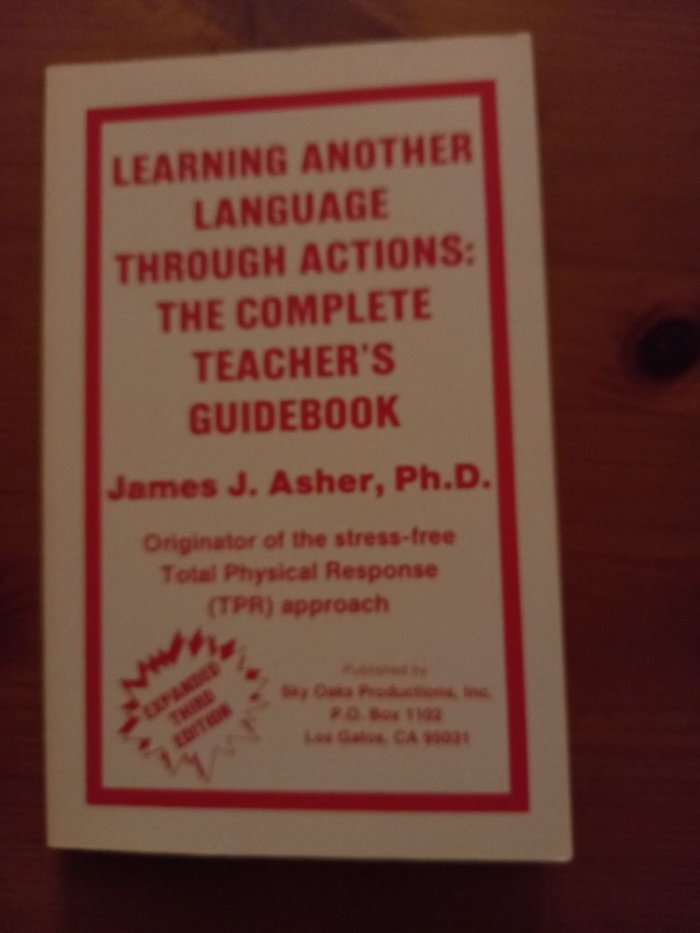 LEARNING ANOTHER
LANGUAGE
THROUGH ACTIONS:
THE COMPLETE
TEACHER'S
GUIDEBOOK
James J. Asher, Ph.D.
Originator of the stress-free
Total Physical Response
(TPR) approach
EXPANDED
THIRD
EDITION
Published by
Sky Oaks Productions, Inc.
P.O. Box 1102
Los Gatos, CA 95031